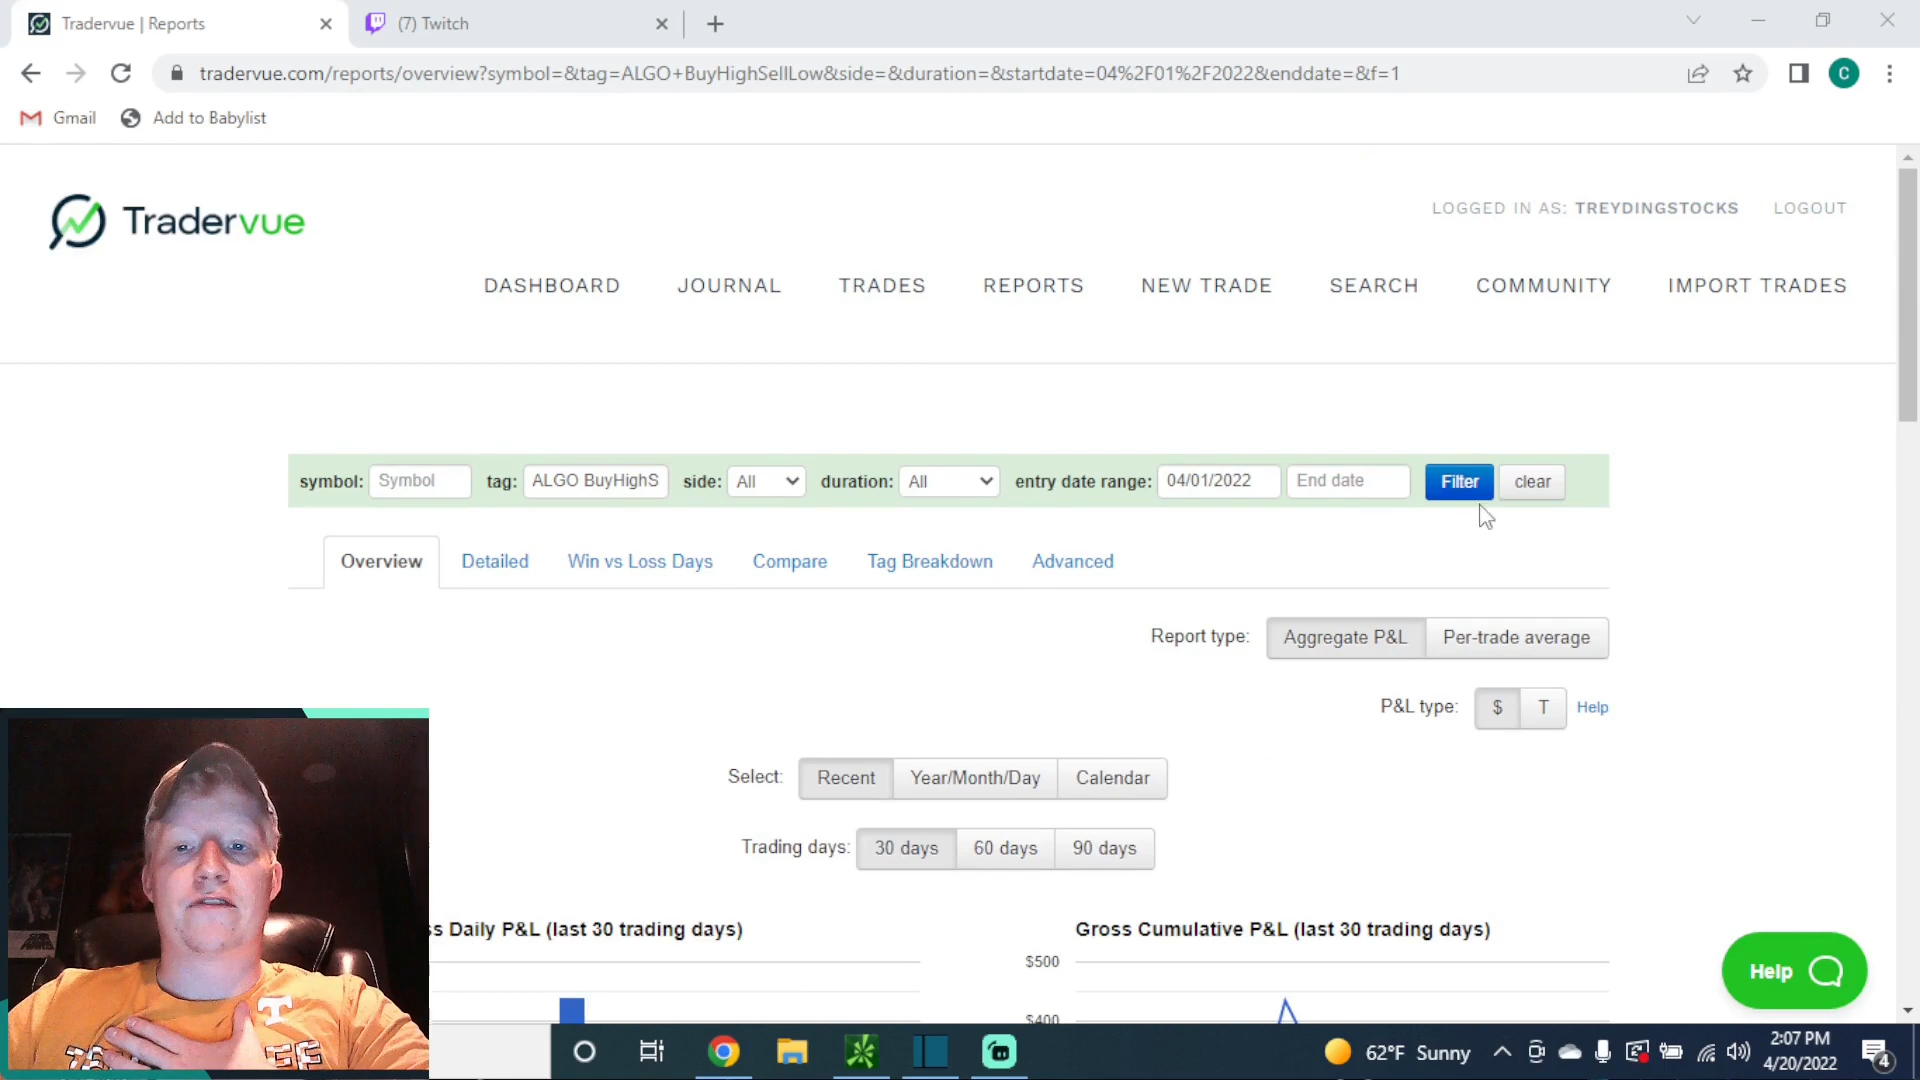 Tradervue | Reports
(7) Twitch
tradervue.com/reports/overview?symbol=&tag=ALGO+BuyHighSellLow&side=&duration=&startdate=04%2F01%2F2022&enddate=&f=1
C
Gmail
Add to Babylist
Tradervue
LOGGED IN AS: TREYDINGSTOCKS
LOGOUT
DASHBOARD JOURNAL TRADES REPORTS NEW TRADE SEARCH COMMUNITY IMPORT TRADES
symbol: Symbol tag: ALGO BuyHighS side: All duration: All entry date range: 04/01/2022 End date Filter clear
Overview Detailed Win vs Loss Days Compare Tag Breakdown Advanced
Report type: Aggregate P&L Per-trade average
P&L type: $ T Help
Select: Recent Year/Month/Day Calendar
Trading days: 30 days 60 days 90 days
s Daily P&L (last 30 trading days)
Gross Cumulative P&L (last 30 trading days)
$500
$400
Help
T
62°F Sunny
2:07 PM
4/20/2022
4